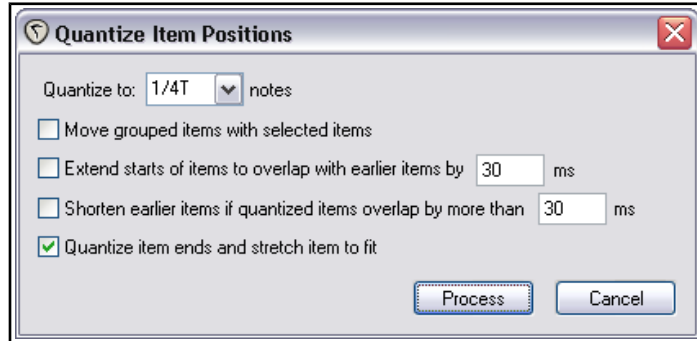 Quantize Item Positions
Quantize to: 1/4T notes
Move grouped items with selected items
Extend starts of items to overlap with earlier items by 30 ms
Shorten earlier items if quantized items overlap by more than 30 ms
Quantize item ends and stretch item to fit
Process Cancel